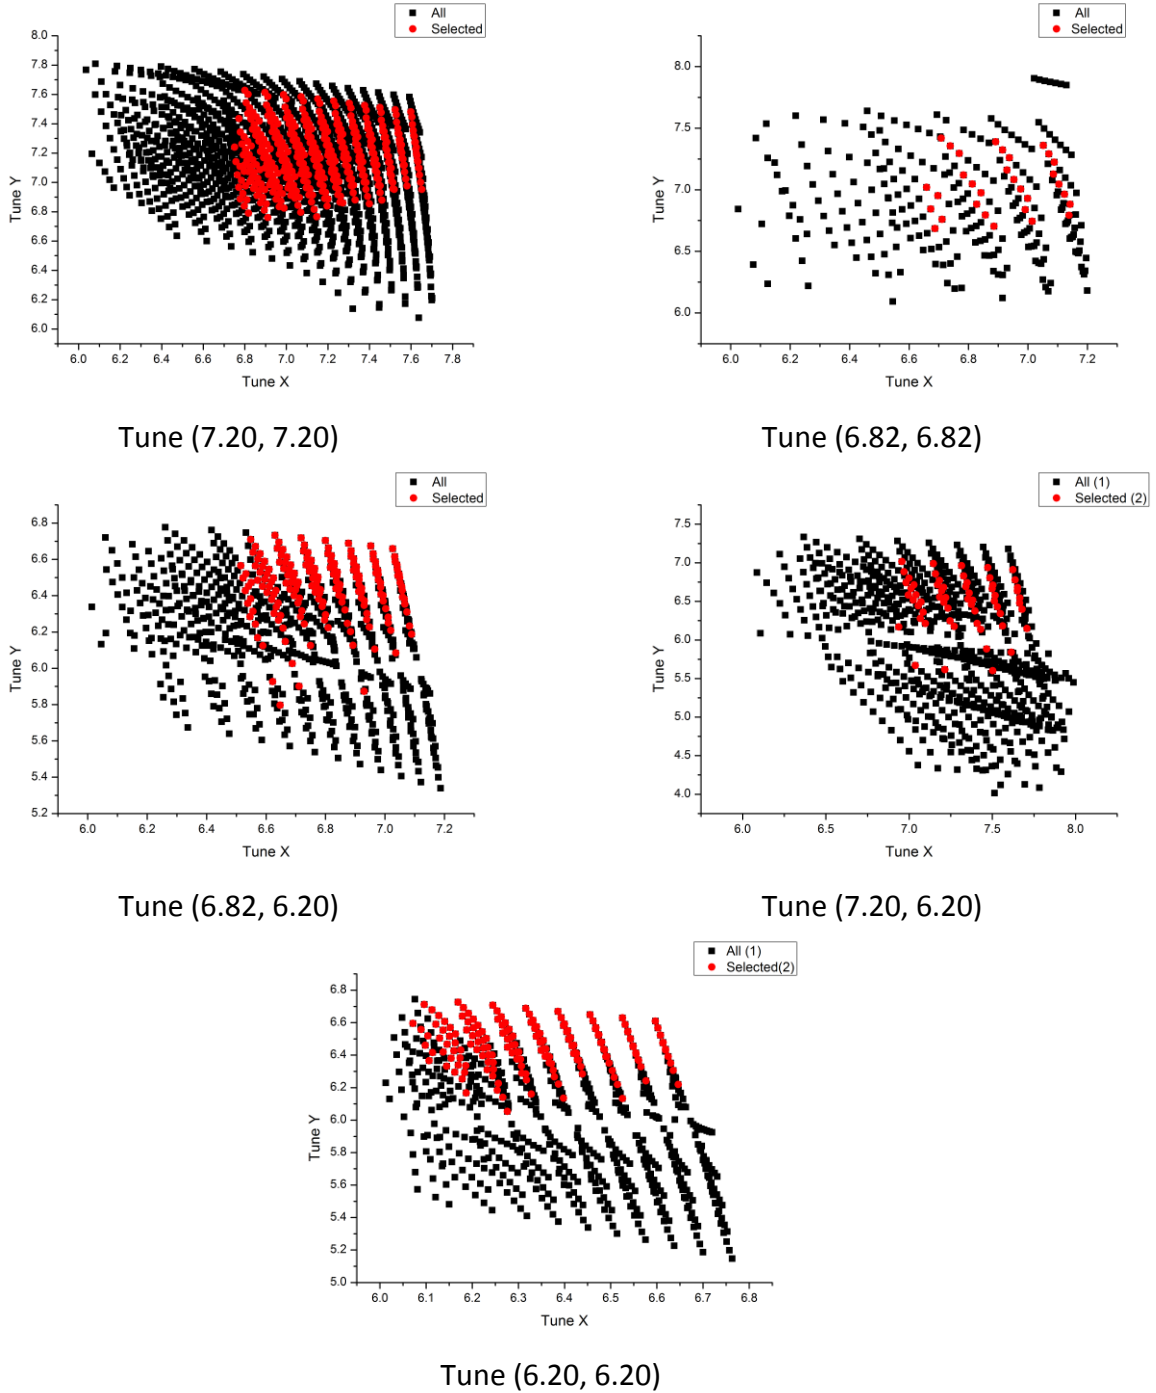 All
Selected
8.0
7.8
7.6
7.4
7.2
7.0
6.8
6.6
6.4
6.2
6.0
Tune Y
6.0 6.2 6.4 6.6 6.8 7.0 7.2 7.4 7.6 7.8
Tune X
Tune (7.20, 7.20)
All
Selected
8.0
7.5
7.0
6.5
6.0
Tune Y
6.0 6.2 6.4 6.6 6.8 7.0 7.2
Tune X
Tune (6.82, 6.82)
All
Selected
6.8
6.6
6.4
6.2
6.0
5.8
5.6
5.4
5.2
Tune Y
6.0 6.2 6.4 6.6 6.8 7.0 7.2
Tune X
Tune (6.82, 6.20)
All (1)
Selected (2)
7.5
7.0
6.5
6.0
5.5
5.0
4.5
4.0
Tune Y
6.0 6.5 7.0 7.5 8.0
Tune X
Tune (7.20, 6.20)
All (1)
Selected(2)
6.8
6.6
6.4
6.2
6.0
5.8
5.6
5.4
5.2
5.0
Tune Y
6.0 6.1 6.2 6.3 6.4 6.5 6.6 6.7 6.8
Tune X
Tune (6.20, 6.20)